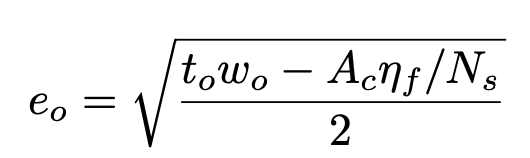 e_o = \sqrt{\frac{t_o w_o - A_c \eta_f / N_s}{2}}